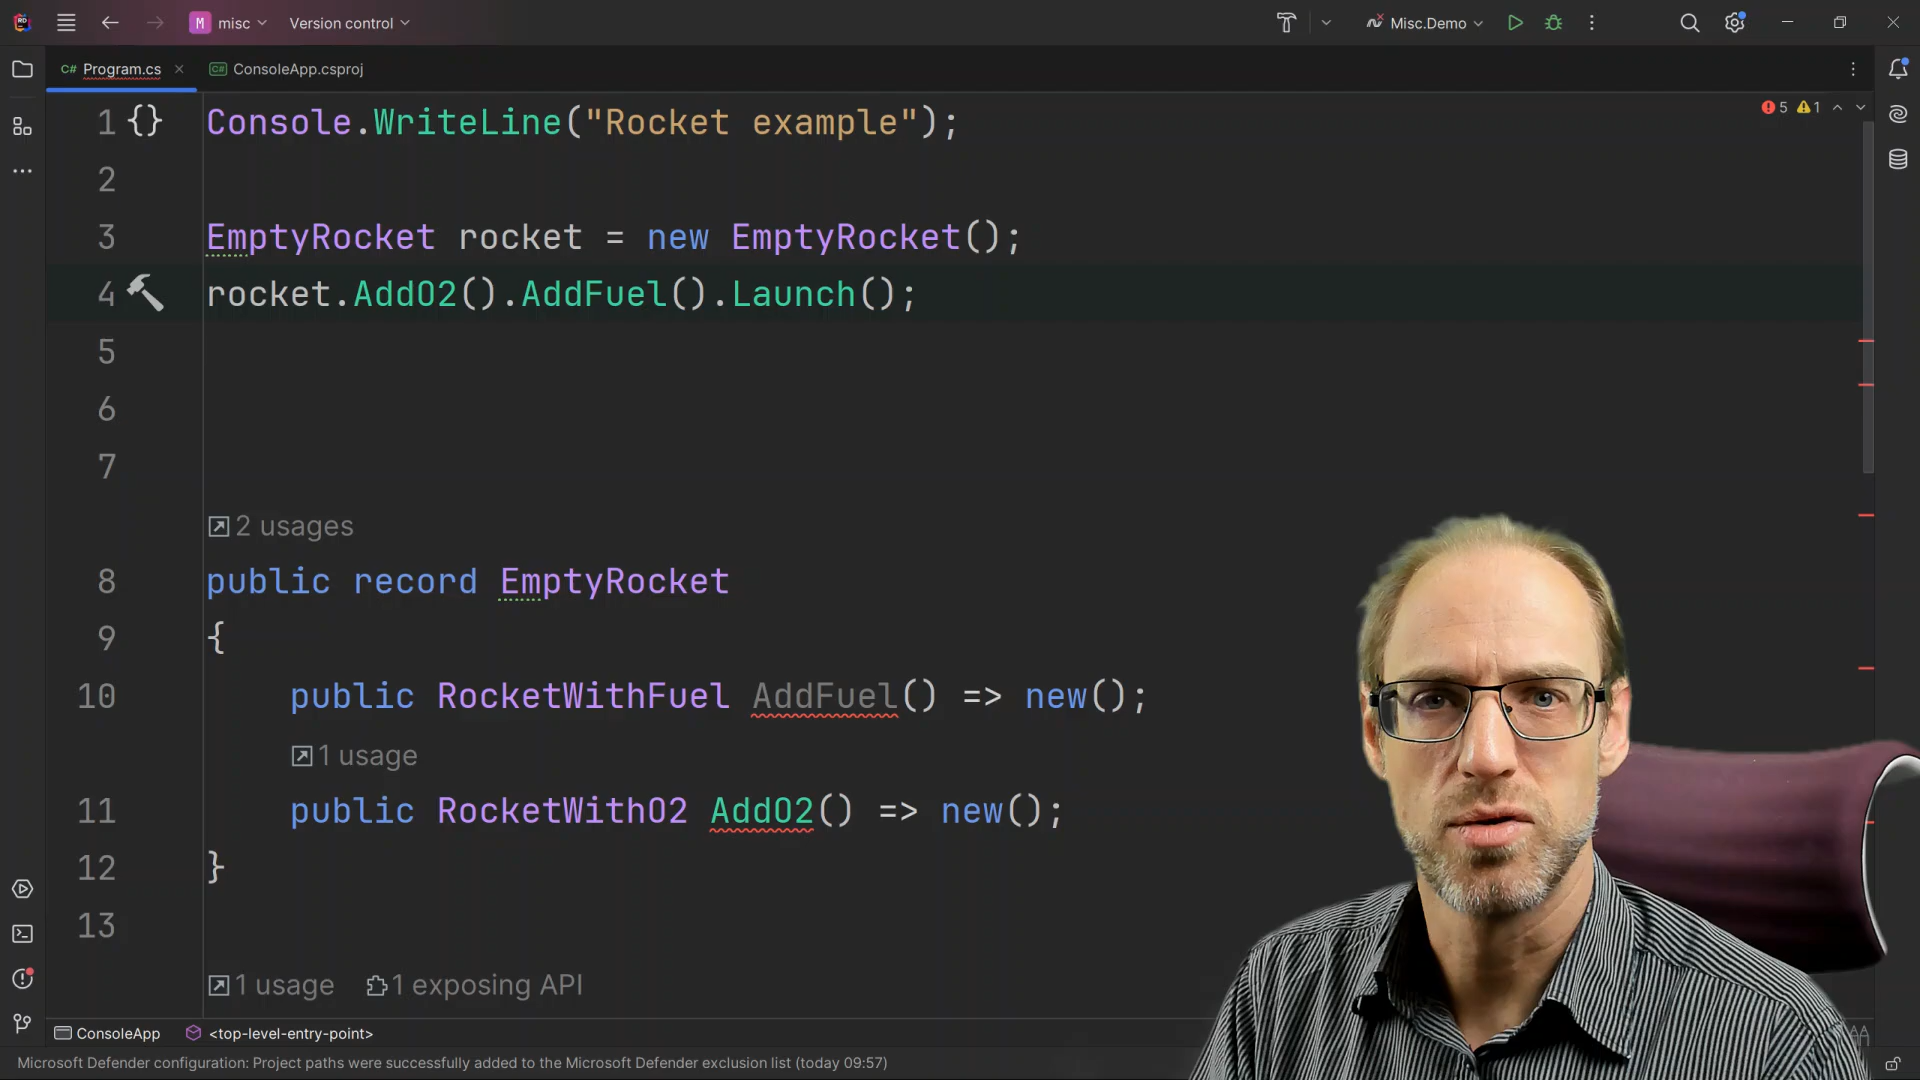 RD M misc Version control Misc.Demo
C# Program.cs C# ConsoleApp.csproj
5 1
1 {} Console.WriteLine("Rocket example");
2
3 EmptyRocket rocket = new EmptyRocket();
4 rocket.AddO2().AddFuel().Launch();
5
6
7
2 usages
8 public record EmptyRocket
9 {
10 public RocketWithFuel AddFuel() => new();
1 usage
11 public RocketWithO2 AddO2() => new();
12 }
13
1 usage 1 exposing API
ConsoleApp <top-level-entry-point>
Microsoft Defender configuration: Project paths were successfully added to the Microsoft Defender exclusion list (today 09:57)